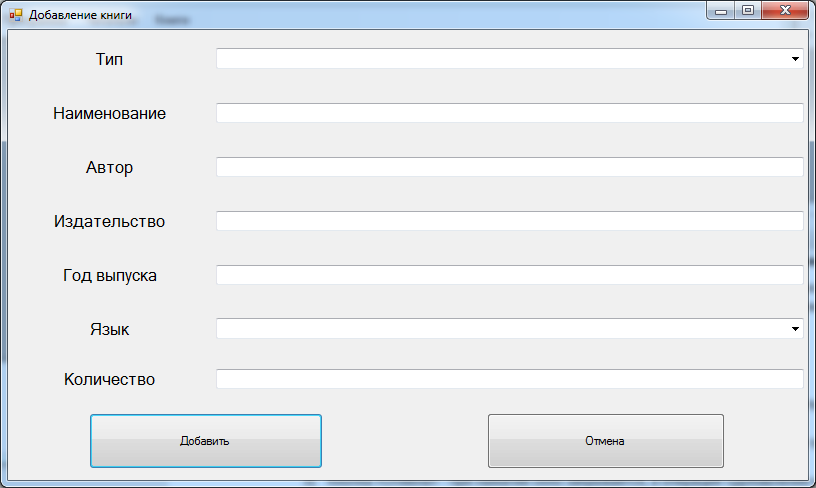 Добавление книги
Тип
Наименование
Автор
Издательство
Год выпуска
Язык
Количество
Добавить
Отмена